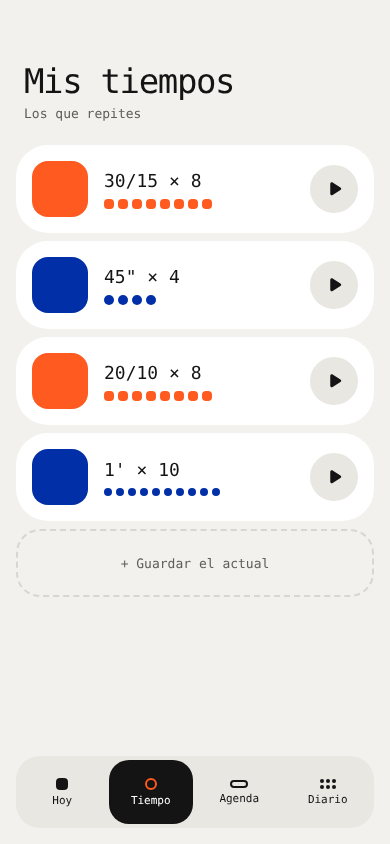 Mis tiempos
Los que repites
30/15 × 8
45" × 4
20/10 × 8
1' × 10
+ Guardar el actual
Hoy
Tiempo
Agenda
Diario